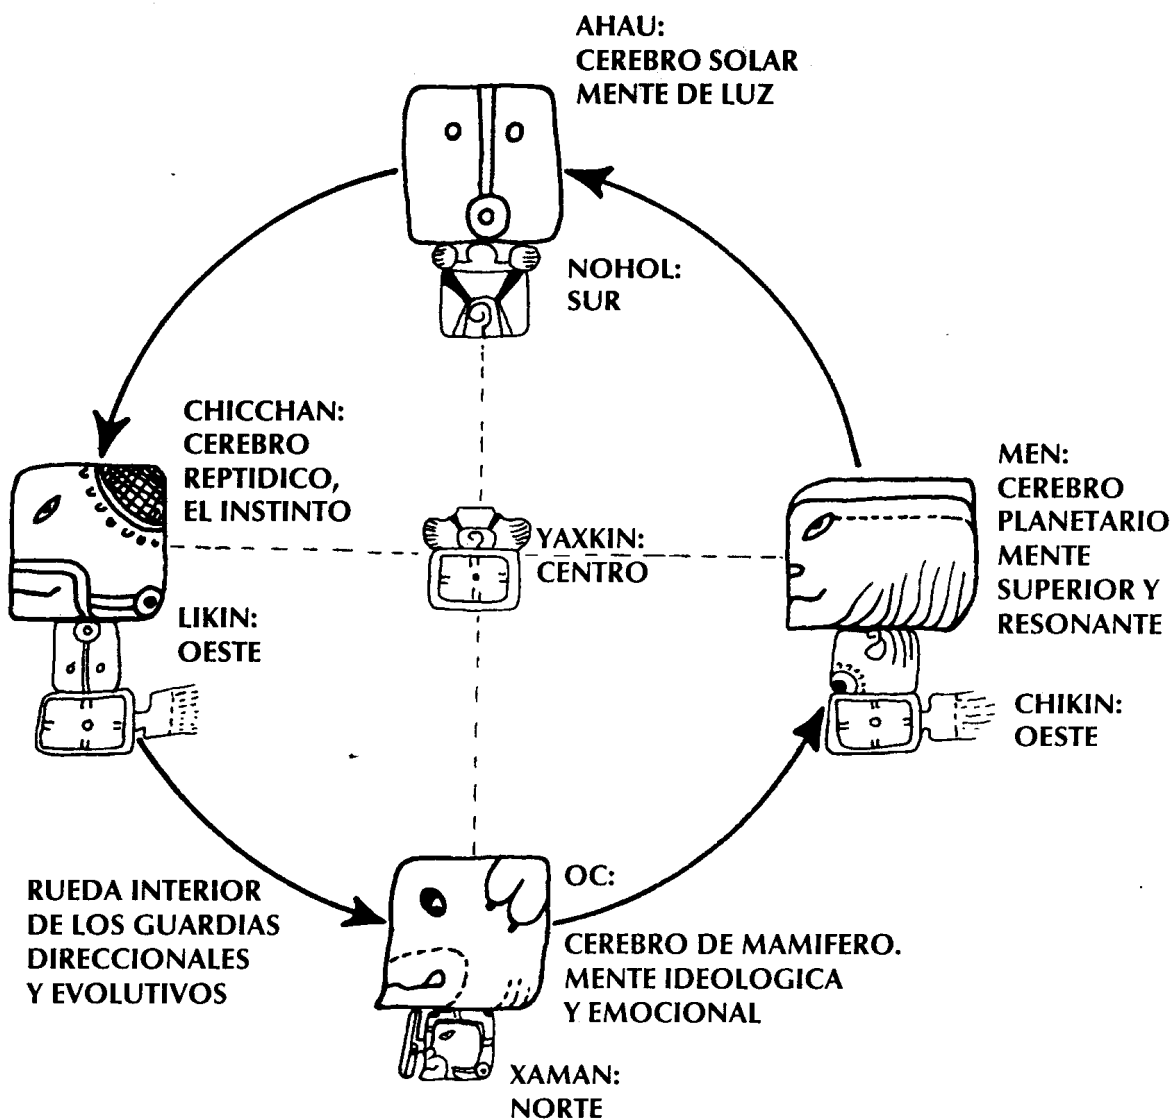 AHAU:
CEREBRO SOLAR
MENTE DE LUZ
NOHOL:
SUR
CHICCHAN:
CEREBRO
REPTIDICO,
EL INSTINTO
LIKIN:
OESTE
YAXKIN:
CENTRO
MEN:
CEREBRO
PLANETARIO
MENTE
SUPERIOR Y
RESONANTE
CHIKIN:
OESTE
RUEDA INTERIOR
DE LOS GUARDIAS
DIRECCIONALES
Y EVOLUTIVOS
OC:
CEREBRO DE MAMIFERO.
MENTE IDEOLOGICA
Y EMOCIONAL
XAMAN:
NORTE